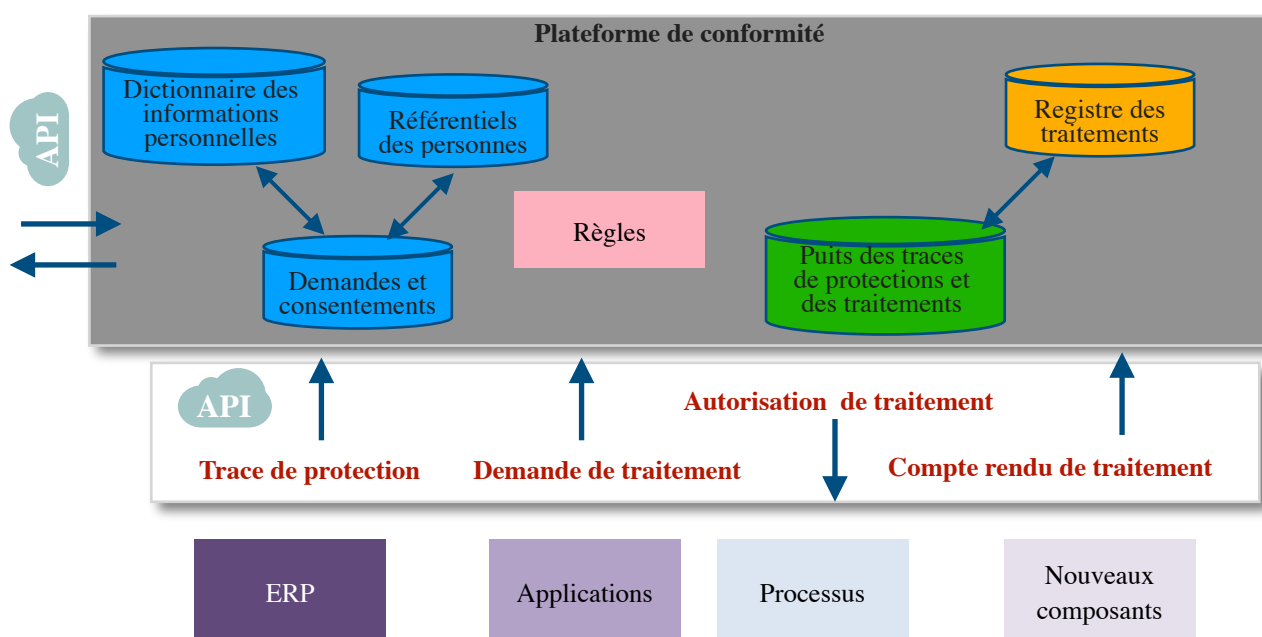 Plateforme de conformité
Dictionnaire des
informations
personnelles
Référentiels
des personnes
Registre des
traitements
API
Règles
Demandes et
consentements
Puits des traces
de protections et
des traitements
API
Autorisation de traitement
Trace de protection
Demande de traitement
Compte rendu de traitement
ERP
Applications
Processus
Nouveaux
composants